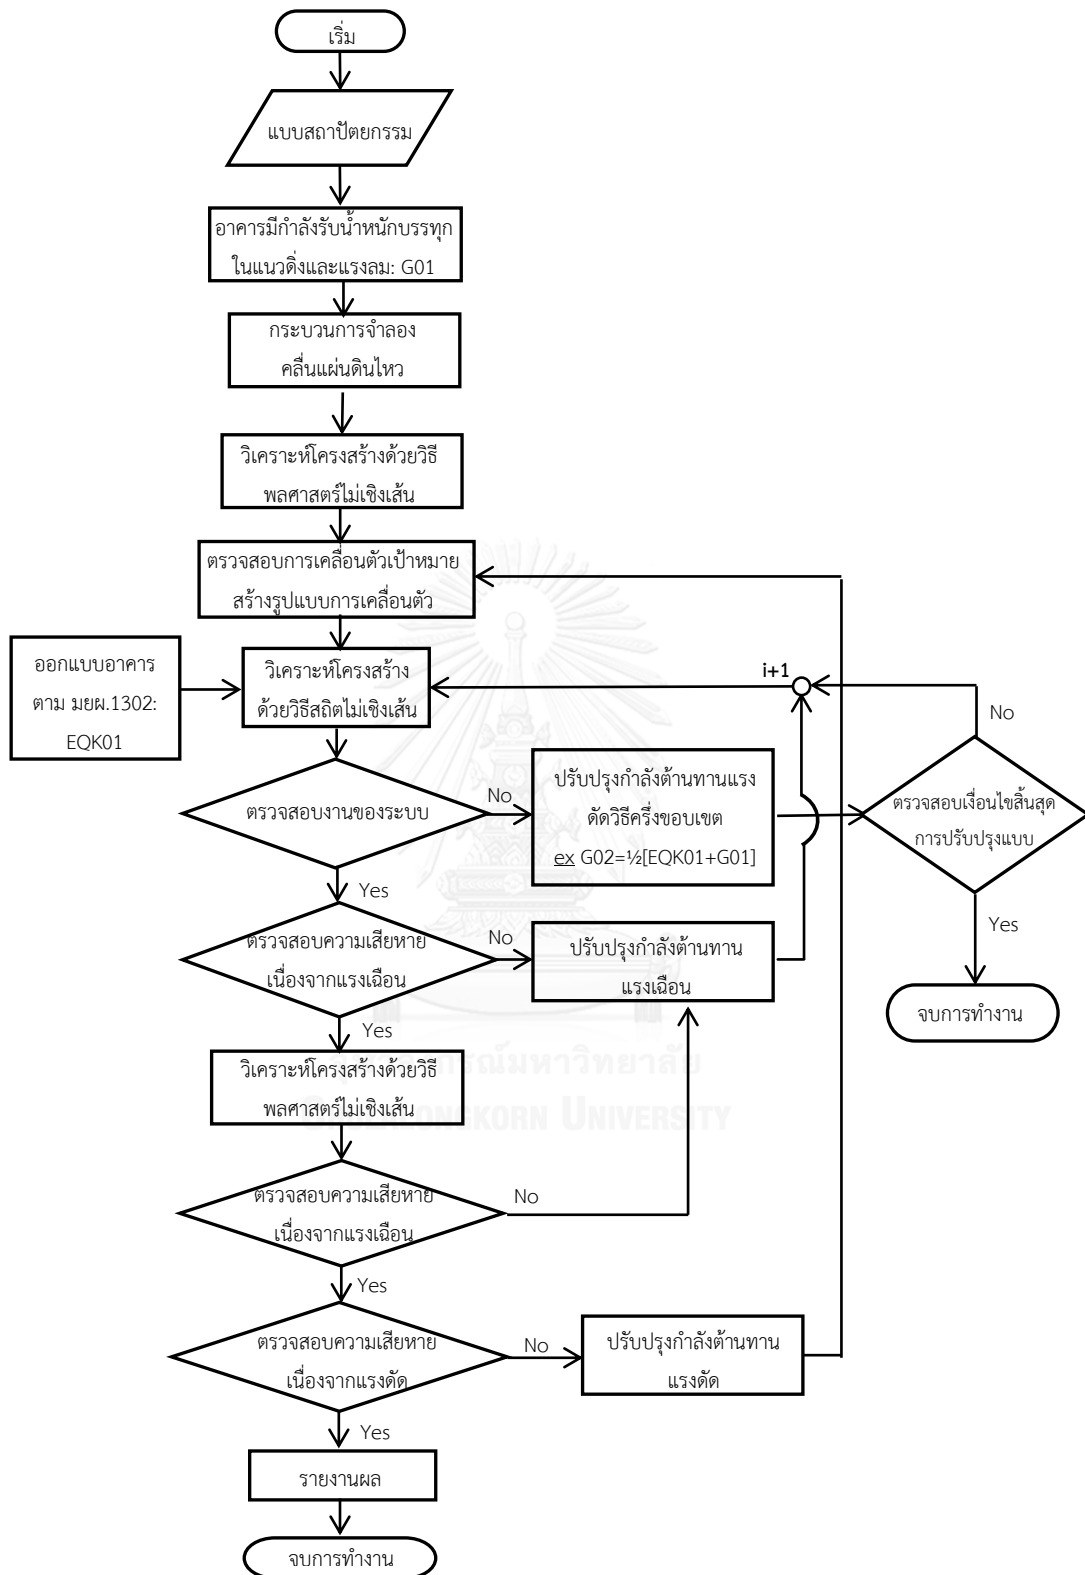 เริ่ม
แบบสถาปัตยกรรม
อาคารมีกำลังรับน้ำหนักบรรทุก
ในแนวดิ่งและแรงลม: G01
กระบวนการจำลอง
คลื่นแผ่นดินไหว
วิเคราะห์โครงสร้างด้วยวิธี
พลศาสตร์ไม่เชิงเส้น
ตรวจสอบการเคลื่อนตัวเป้าหมาย
สร้างรูปแบบการเคลื่อนตัว
ออกแบบอาคาร
ตาม มยผ.1302:
EQK01
วิเคราะห์โครงสร้าง
ด้วยวิธีสถิตไม่เชิงเส้น
i+1
No
ตรวจสอบงานของระบบ
No
ปรับปรุงกำลังต้านทานแรง
ดัดวิธีครึ่งขอบเขต
ex G02=½[EQK01+G01]
ตรวจสอบเงื่อนไขสิ้นสุด
การปรับปรุงแบบ
Yes
Yes
ตรวจสอบความเสียหาย
เนื่องจากแรงเฉือน
No
ปรับปรุงกำลังต้านทาน
แรงเฉือน
จบการทำงาน
Yes
วิเคราะห์โครงสร้างด้วยวิธี
พลศาสตร์ไม่เชิงเส้น
ณ์มหาวิทยาลัย
NGKORN UNIVERSITY
ตรวจสอบความเสียหาย
เนื่องจากแรงเฉือน
No
Yes
ตรวจสอบความเสียหาย
เนื่องจากแรงดัด
No
ปรับปรุงกำลังต้านทาน
แรงดัด
Yes
รายงานผล
จบการทำงาน